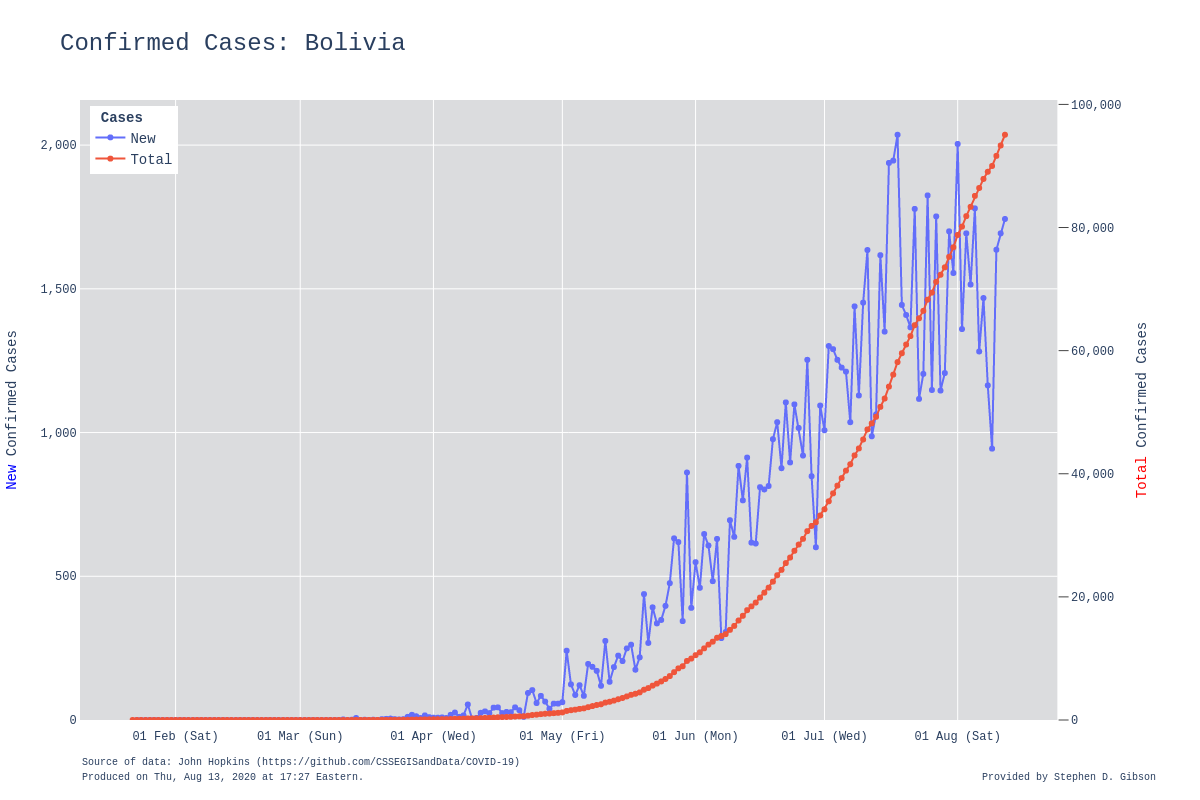 Confirmed Cases: Bolivia
Cases
New
Total
2,000
1,500
1,000
500
0
100,000
80,000
60,000
40,000
20,000
0
New Confirmed Cases
Total Confirmed Cases
01 Feb (Sat)
01 Mar (Sun)
01 Apr (Wed)
01 May (Fri)
01 Jun (Mon)
01 Jul (Wed)
01 Aug (Sat)
Source of data: John Hopkins (https://github.com/CSSEGISandData/COVID-19)
Produced on Thu, Aug 13, 2020 at 17:27 Eastern.
Provided by Stephen D. Gibson